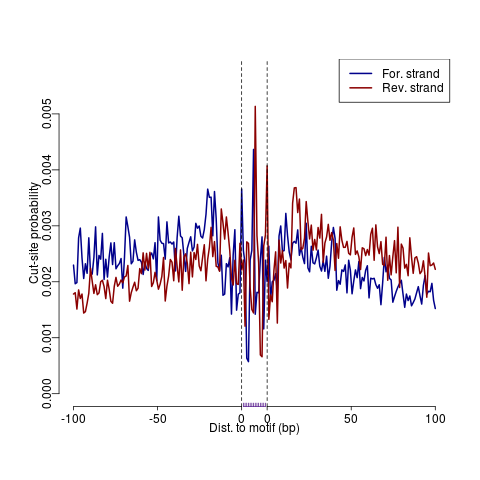 For. strand
Rev. strand
Cut-site probability
0.005
0.004
0.003
0.002
0.001
0.000
-100 -50 0 0 50 100
Dist. to motif (bp)